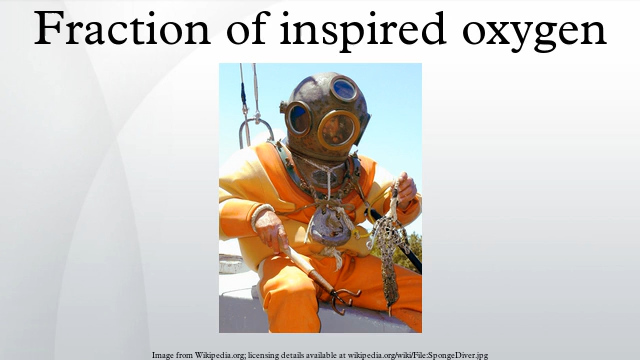 Fraction of inspired oxygen
Image from Wikipedia.org; licensing details available at wikipedia.org/wiki/File:SpongeDiver.jpg